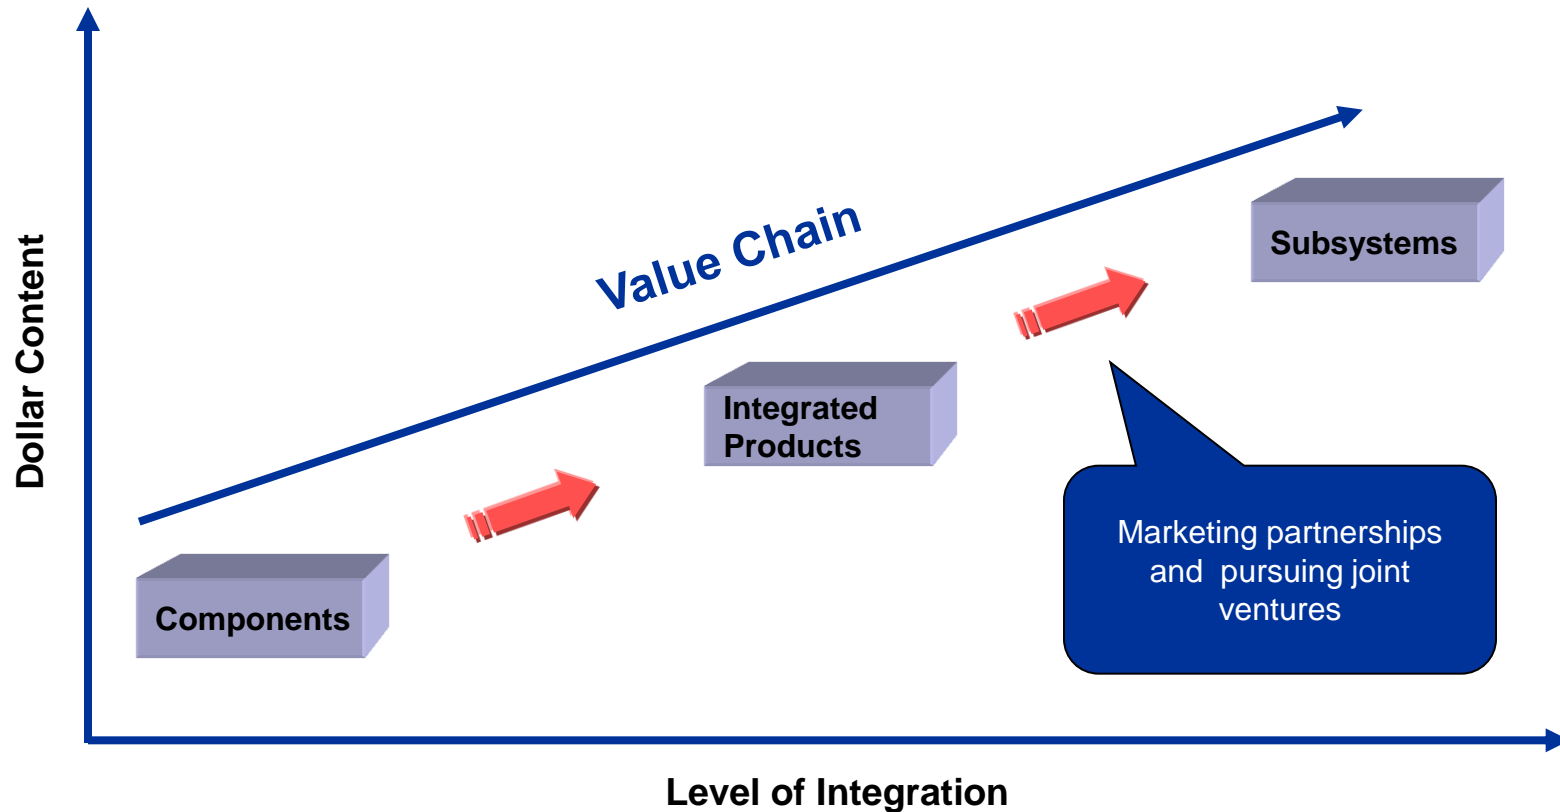 Dollar Content
Value Chain
Subsystems
Integrated
Products
Components
Marketing partnerships
and  pursuing joint
ventures
Level of Integration